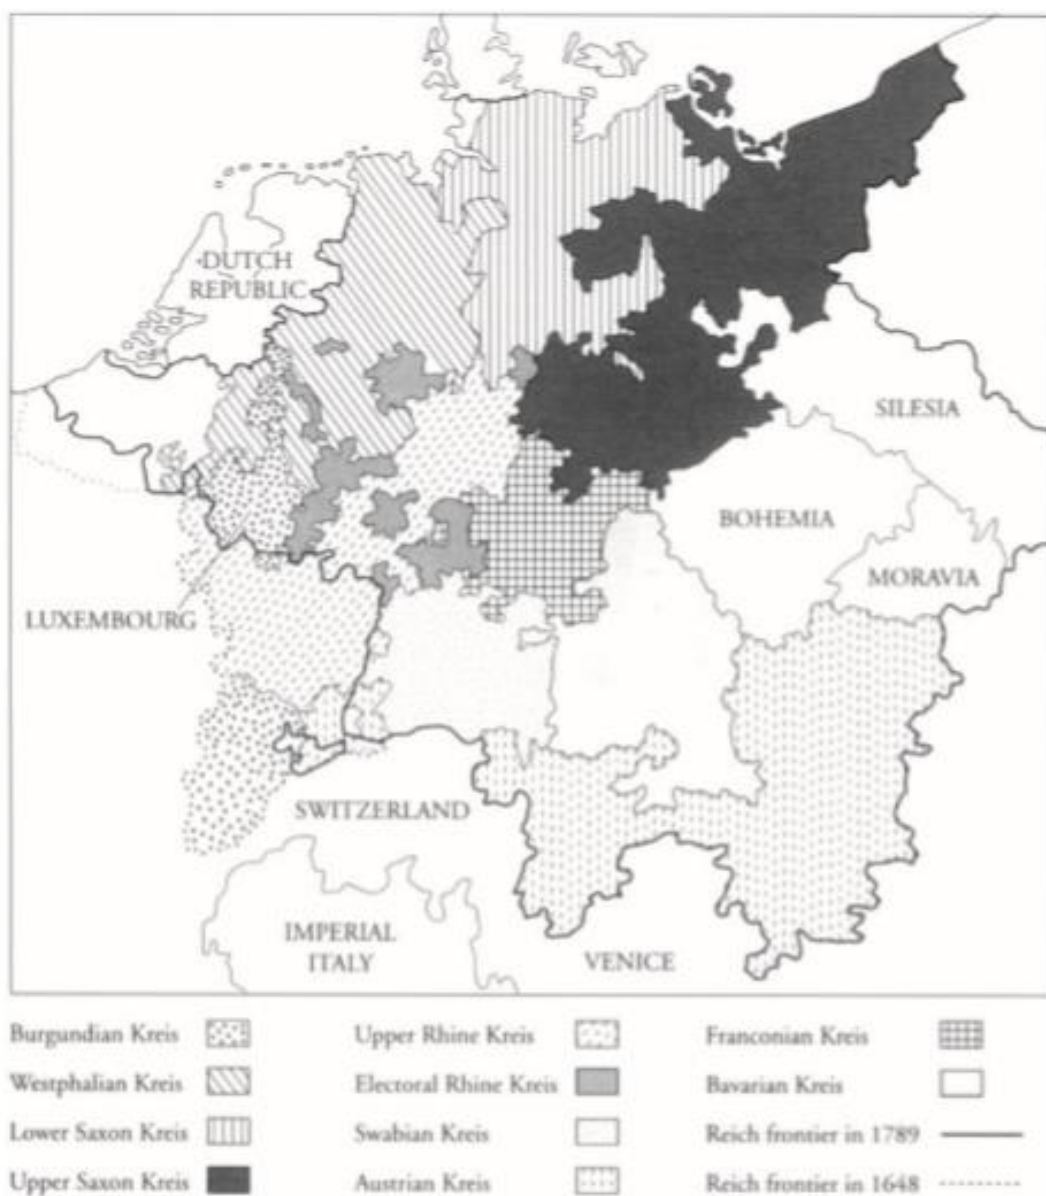 DUTCH
REPUBLIC
SILESIA
BOHEMIA
MORAVIA
LUXEMBOURG
SWITZERLAND
IMPERIAL
ITALY
VENICE
Burgundian Kreis
Upper Rhine Kreis
Franconian Kreis
Westphalian Kreis
Electoral Rhine Kreis
Bavarian Kreis
Lower Saxon Kreis
Swabian Kreis
Reich frontier in 1789
Upper Saxon Kreis
Austrian Kreis
Reich frontier in 1648